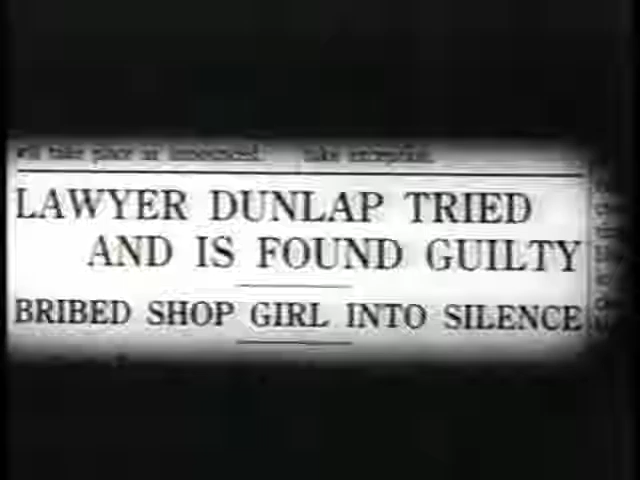 LAWYER DUNLAP TRIED
AND IS FOUND GUILTY
BRIBED SHOP GIRL INTO SILENCE